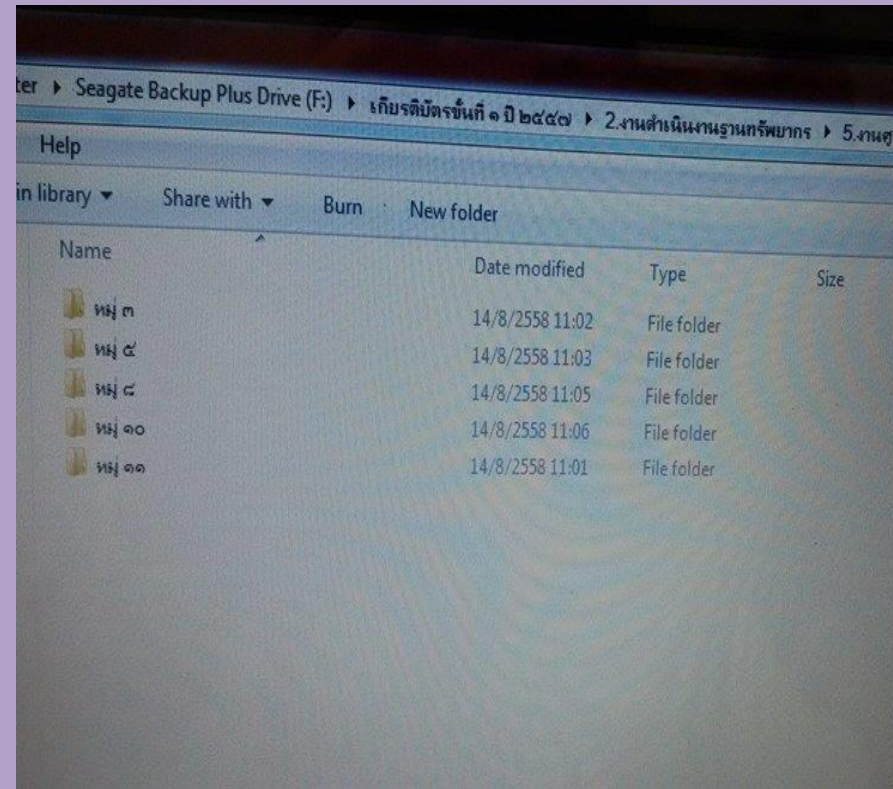 ter ▸ Seagate Backup Plus Drive (F:) ▸ เกียรติบัตรขั้นที่ ๑ ปี ๒๕๕๗ ▸ 2.งานดำเนินงานฐานทรัพยากร ▸ 5.งานศ
Help
in library Share with Burn New folder
Name Date modified Type Size
หมู่ ๓ 14/8/2558 11:02 File folder
หมู่ ๕ 14/8/2558 11:03 File folder
หมู่ ๘ 14/8/2558 11:05 File folder
หมู่ ๑๐ 14/8/2558 11:06 File folder
หมู่ ๑๑ 14/8/2558 11:01 File folder